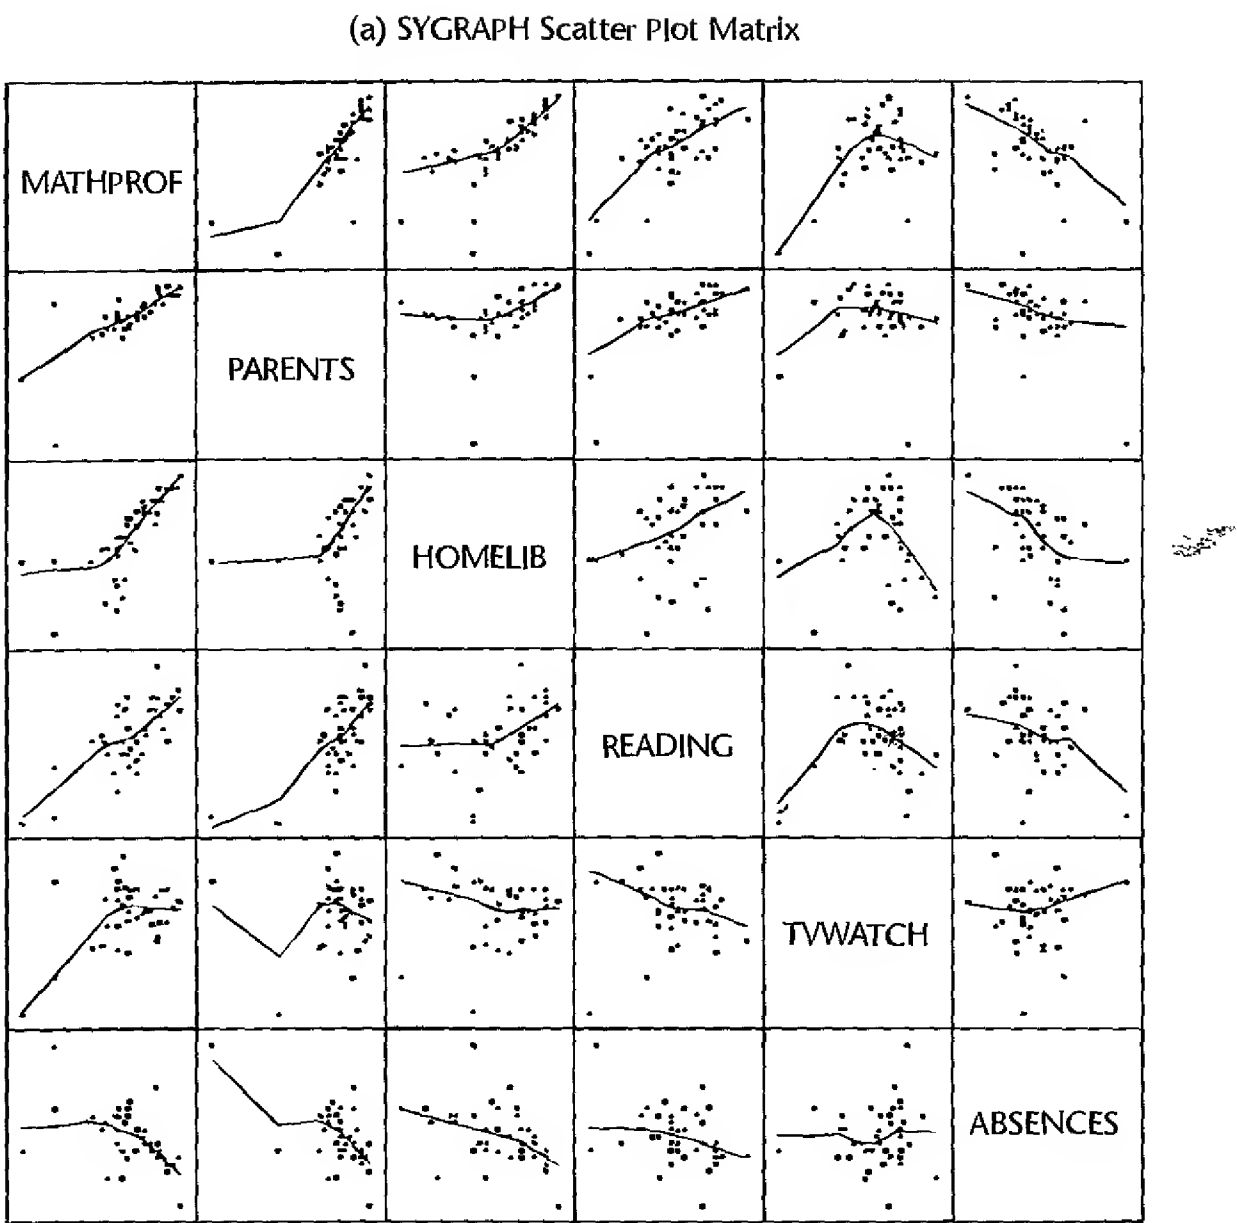 (a) SYGRAPH Scatter Plot Matrix
MATHPROF
PARENTS
HOMELIB
READING
TVWATCH
ABSENCES